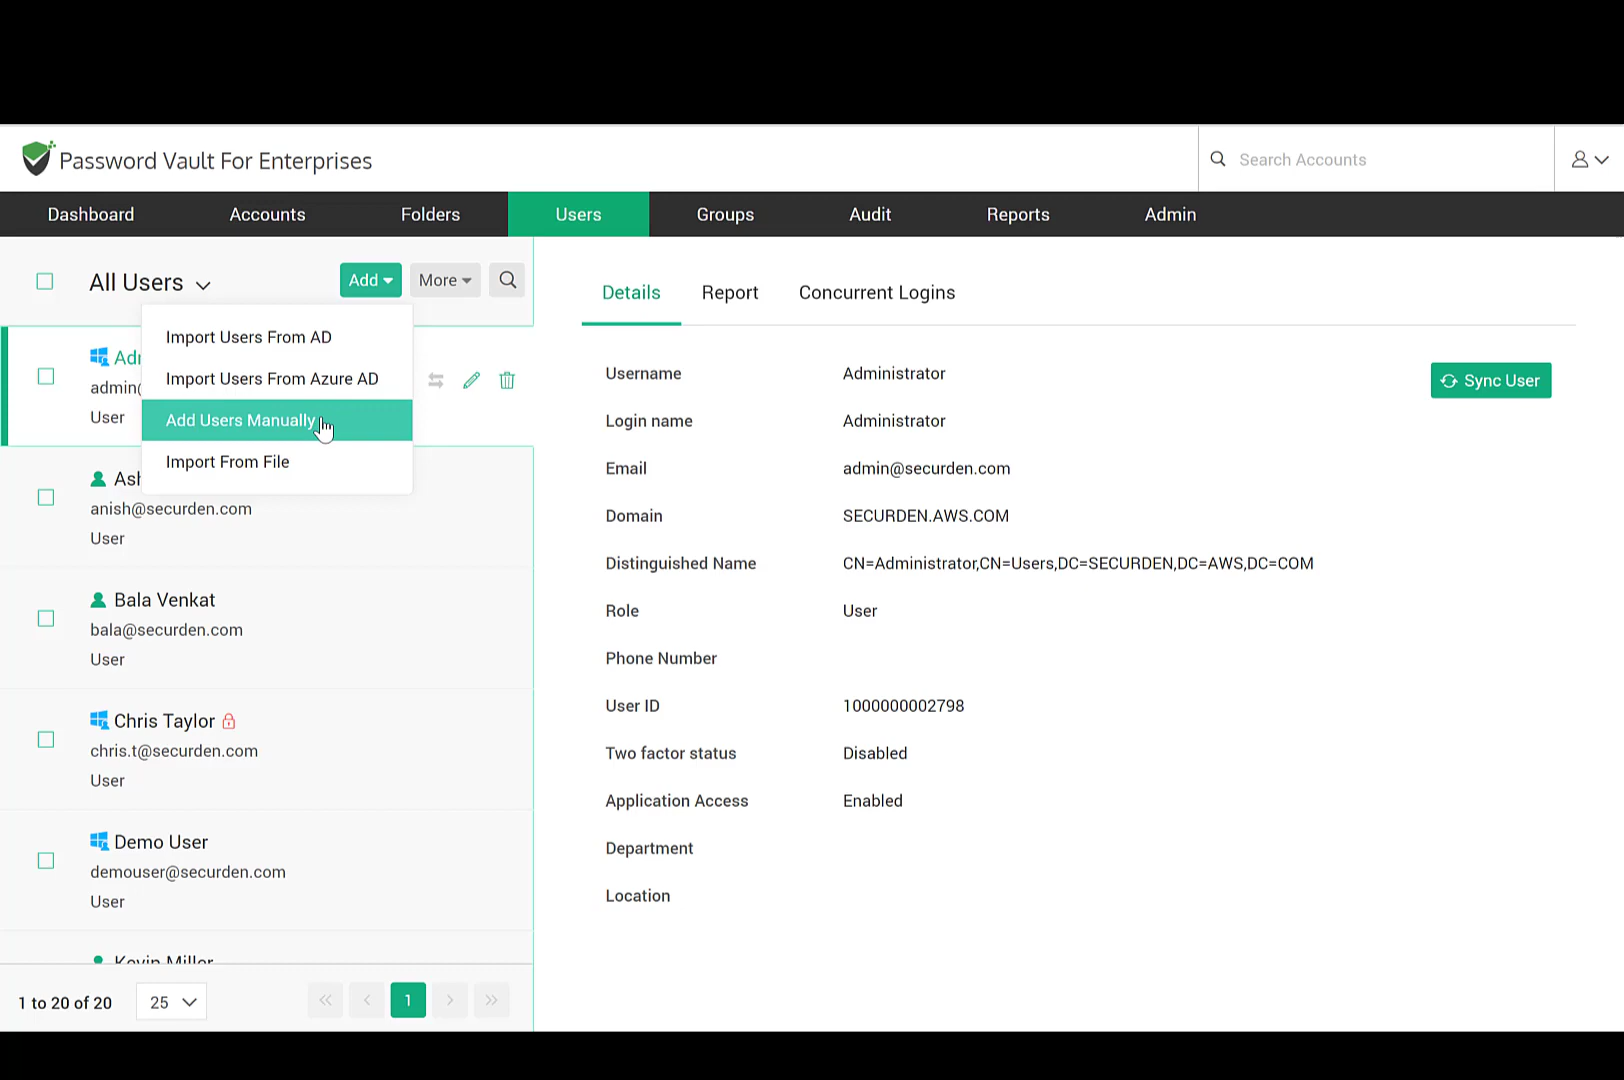 Password Vault For Enterprises
Search Accounts
Dashboard
Accounts
Folders
Users
Groups
Audit
Reports
Admin
All Users
Add
More
Import Users From AD
Import Users From Azure AD
Add Users Manually
Import From File
User
anish@securden.com
User
Bala Venkat
bala@securden.com
User
Chris Taylor
chris.t@securden.com
User
Demo User
demouser@securden.com
User
Kevin Miller
1 to 20 of 20
25
1
Details
Report
Concurrent Logins
Sync User
Username Administrator
Login name Administrator
Email admin@securden.com
Domain SECURDEN.AWS.COM
Distinguished Name CN=Administrator,CN=Users,DC=SECURDEN,DC=AWS,DC=COM
Role User
Phone Number
User ID 1000000002798
Two factor status Disabled
Application Access Enabled
Department
Location